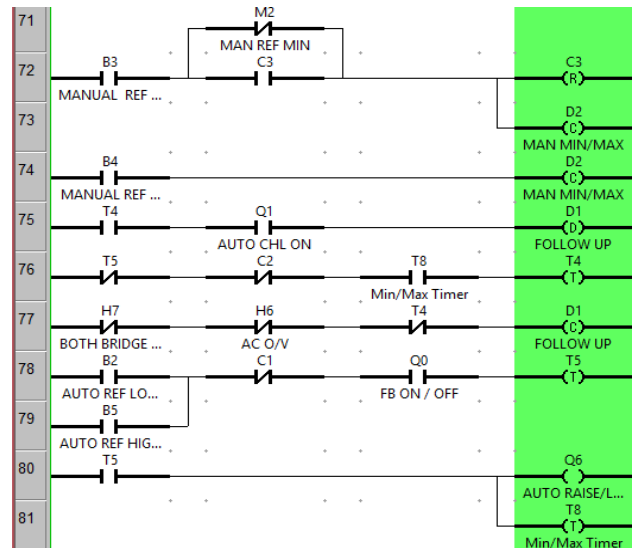 71
M2
MAN REF MIN
72
B3
C3
C3
(R)
MANUAL REF ...
73
D2
(C)
MAN MIN/MAX
74
B4
D2
(C)
MANUAL REF ...
MAN MIN/MAX
75
T4
Q1
D1
(D)
AUTO CHL ON
FOLLOW UP
76
T5
C2
T8
T4
(T)
Min/Max Timer
77
H7
H6
T4
D1
(C)
BOTH BRIDGE ...
AC O/V
FOLLOW UP
78
B2
C1
Q0
T5
(T)
AUTO REF LO...
FB ON / OFF
79
B5
AUTO REF HIG...
80
T5
Q6
( )
AUTO RAISE/L...
81
T8
(T)
Min/Max Timer